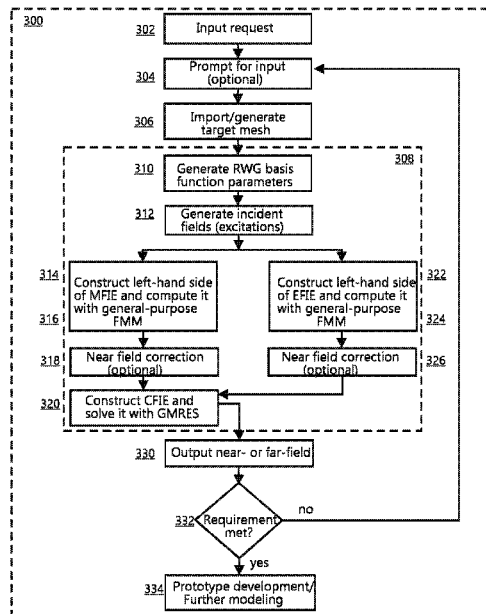 300
302
Input request
304
Prompt for input
(optional)
306
Import/generate
target mesh
308
310
Generate RWG basis
function parameters
312
Generate incident
fields (excitations)
314
Construct left-hand side
of MFIE and compute it
316
with general-purpose
FMM
322
Construct left-hand side
of EFIE and compute it
324
with general-purpose
FMM
318
Near field correction
(optional)
326
Near field correction
(optional)
320
Construct CFIE and
solve it with GMRES
330
Output near- or far-field
332
Requirement
met?
no
yes
334
Prototype development/
Further modeling